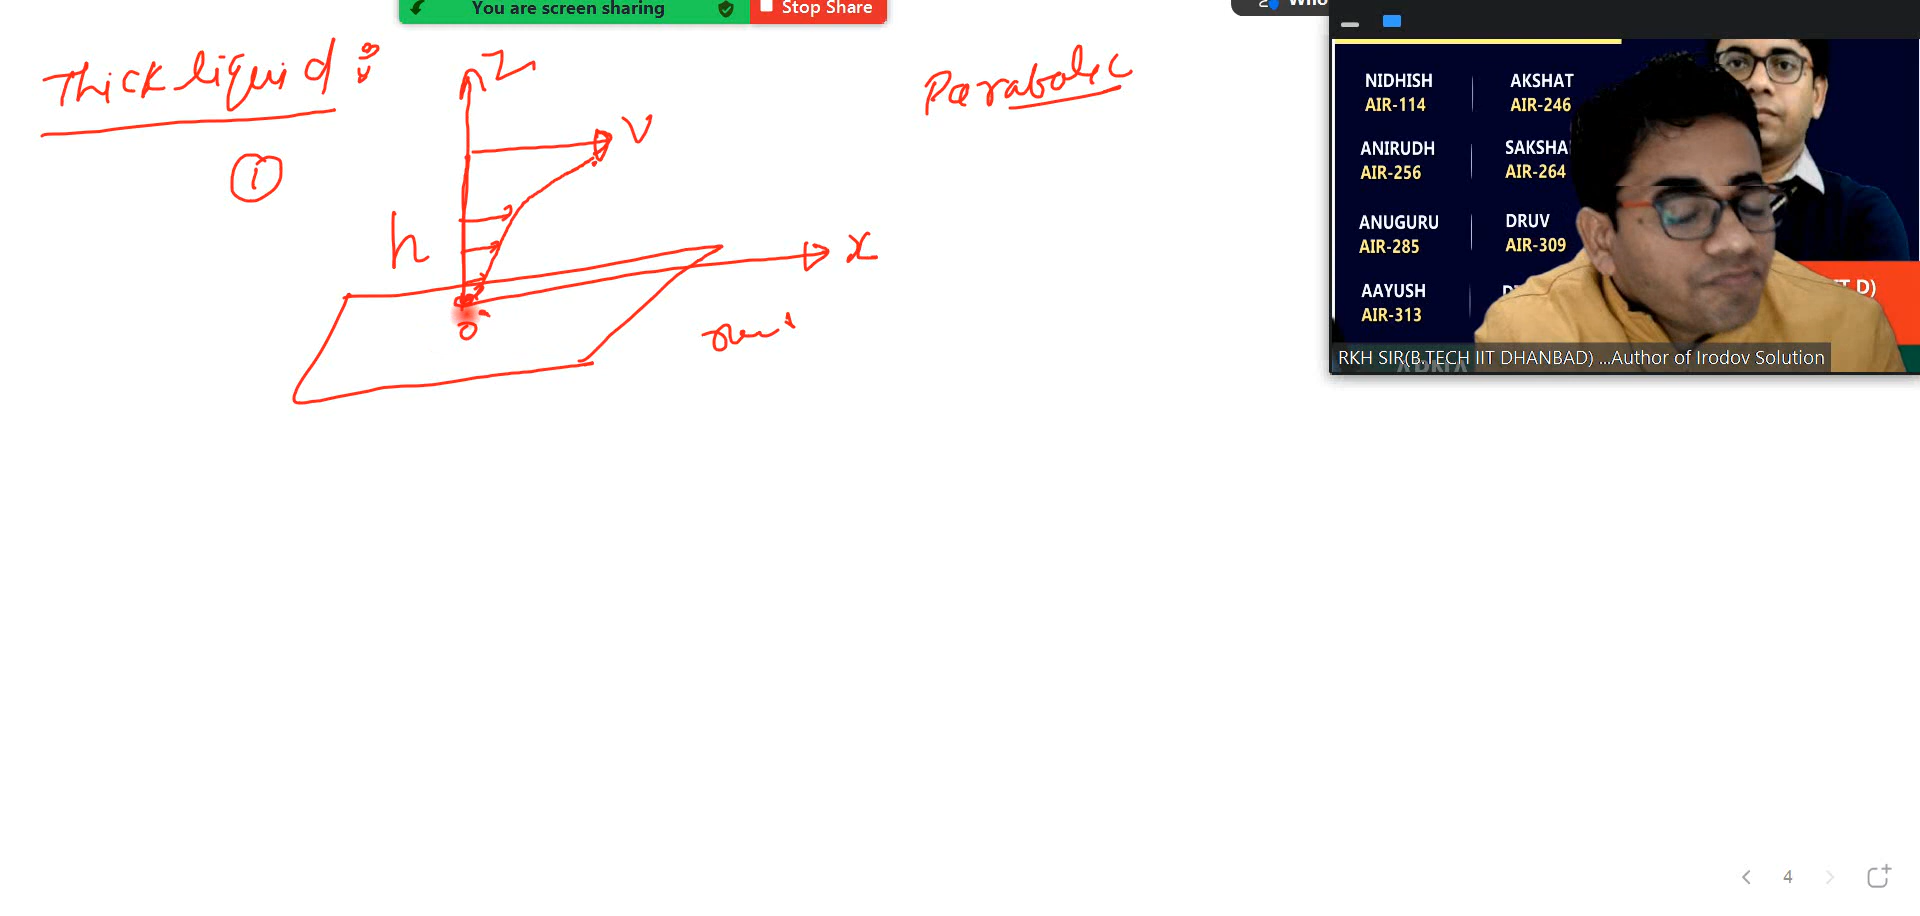 You are screen sharing
Stop Share
Who
Thick liquid :
Z
Parabolic
V
i
h
x
O
NIDHISH
AIR-114
AKSHAT
AIR-246
ANIRUDH
AIR-256
SAKSHA
AIR-264
ANUGURU
AIR-285
DRUV
AIR-309
AAYUSH
AIR-313
T D)
RKH SIR(B.TECH IIT DHANBAD) ...Author of Irodov Solution
4